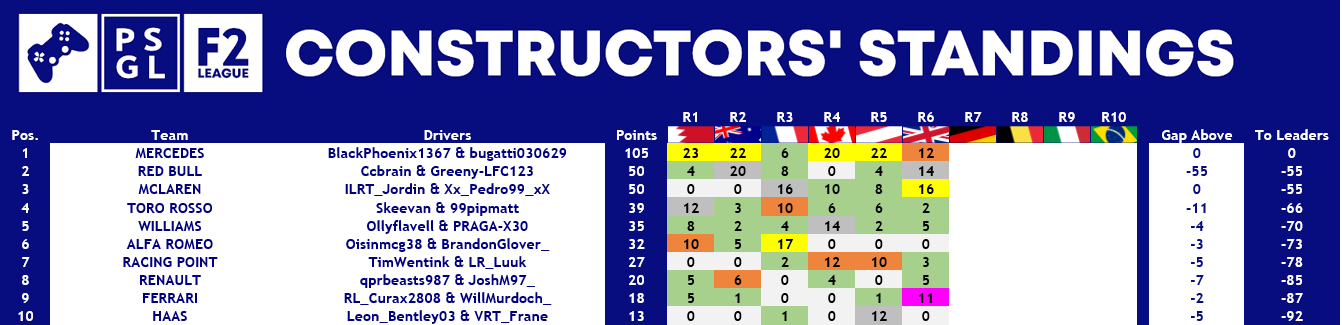 PS GL F2 LEAGUE CONSTRUCTORS' STANDINGS
R1 R2 R3 R4 R5 R6 R7 R8 R9 R10
Pos. Team Drivers Points Gap Above To Leaders
1 MERCEDES BlackPhoenix1367 & bugatti030629 105 23 22 6 20 22 12 0 0
2 RED BULL Ccbrain & Greeny-LFC123 50 4 20 8 0 4 14 -55 -55
3 MCLAREN ILRT_Jordin & Xx_Pedro99_xX 50 0 0 16 10 8 16 0 -55
4 TORO ROSSO Skeevan & 99pipmatt 39 12 3 10 6 6 2 -11 -66
5 WILLIAMS Ollyflavell & PRAGA-X30 35 8 2 4 14 2 5 -4 -70
6 ALFA ROMEO Oisinmcg38 & BrandonGlover_ 32 10 5 17 0 0 0 -3 -73
7 RACING POINT TimWentink & LR_Luuk 27 0 0 2 12 10 3 -5 -78
8 RENAULT qprbeasts987 & JoshM97_ 20 5 6 0 4 0 5 -7 -85
9 FERRARI RL_Curax2808 & WillMurdoch_ 18 5 1 0 0 1 11 -2 -87
10 HAAS Leon_Bentley03 & VRT_Frane 13 0 0 1 0 12 0 -5 -92